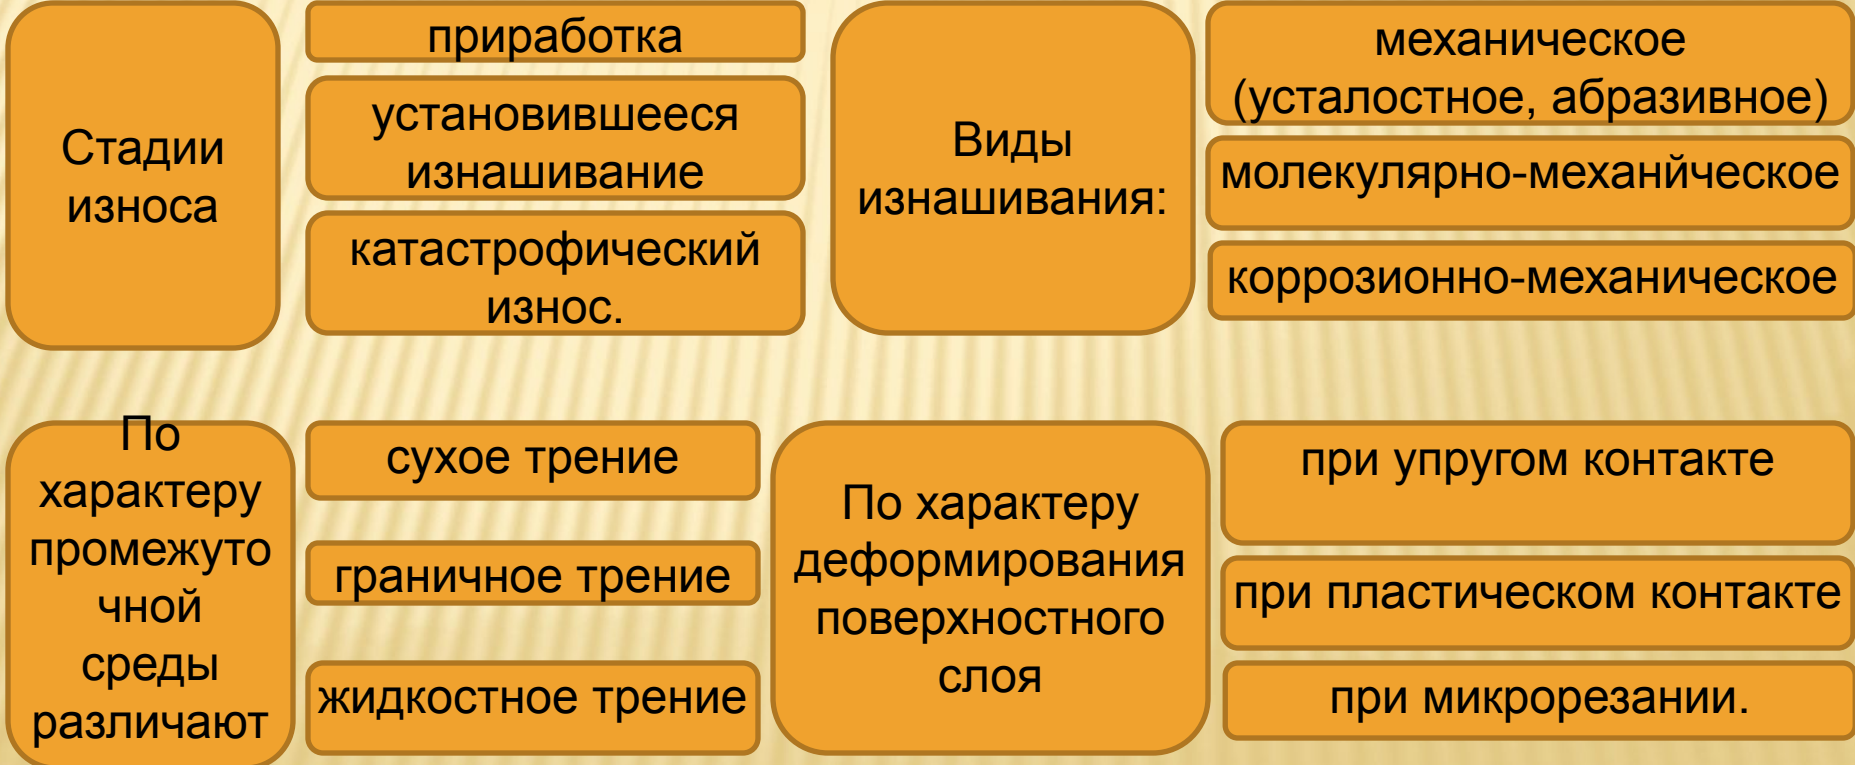 Стадии
износа
приработка
установившееся
изнашивание
катастрофический
износ.
Виды
изнашивания:
механическое
(усталостное, абразивное)
молекулярно-механйческое
коррозионно-механическое
По
характеру
промежуто
чной
среды
различают
сухое трение
граничное трение
жидкостное трение
По характеру
деформирования
поверхностного
слоя
при упругом контакте
при пластическом контакте
при микрорезании.